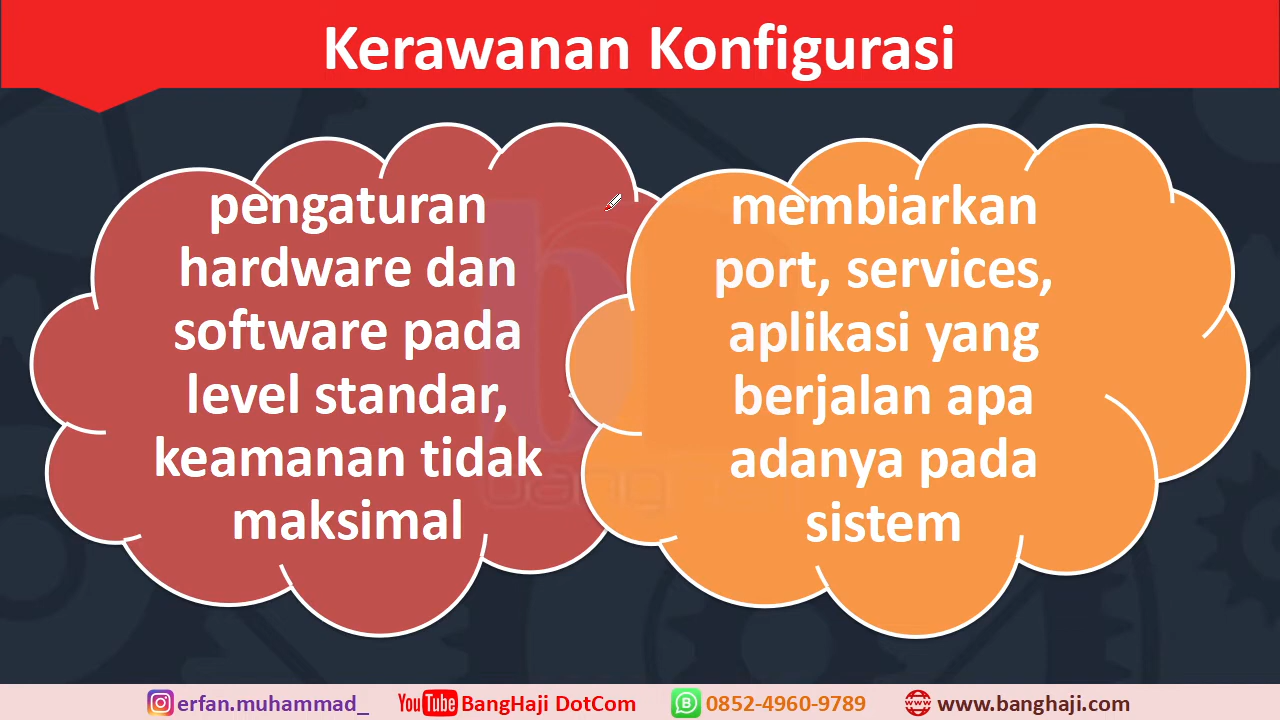 Kerawanan Konfigurasi
pengaturan
hardware dan
software pada
level standar,
keamanan tidak
maksimal
membiarkan
port, services,
aplikasi yang
berjalan apa
adanya pada
sistem
erfan.muhammad_
YouTube BangHaji DotCom
0852-4960-9789
www.banghaji.com